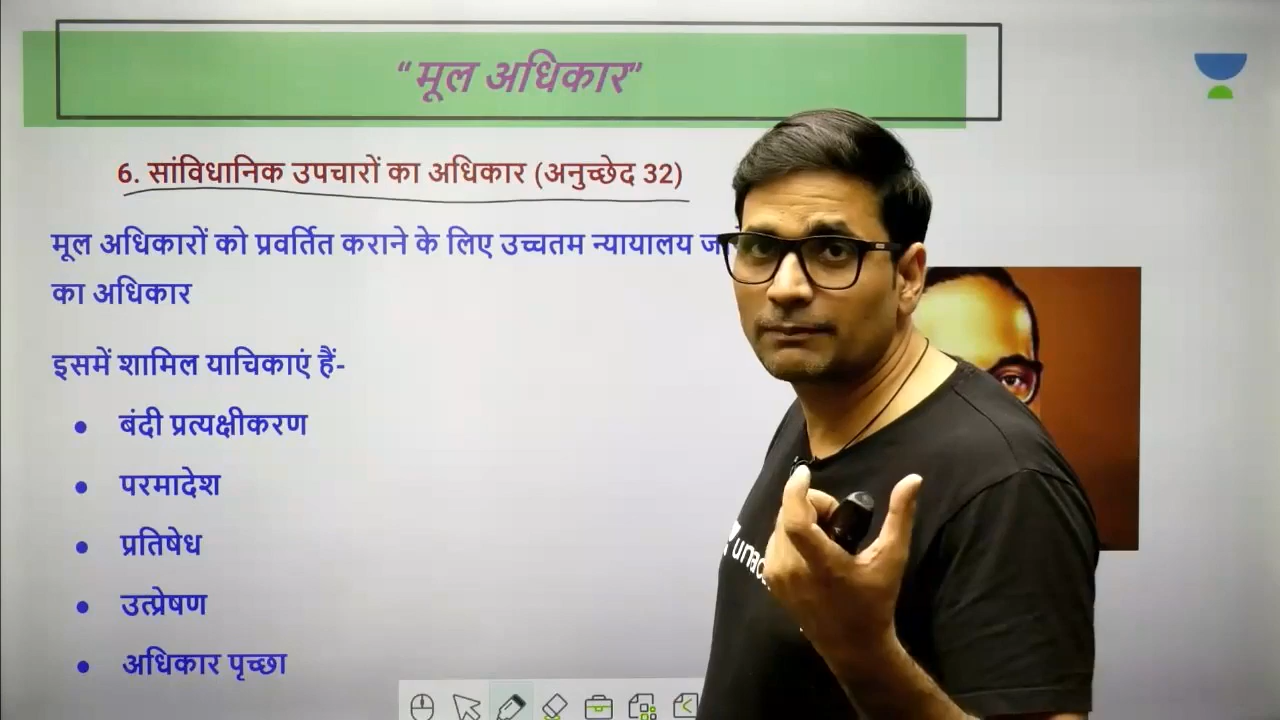 “मूल अधिकार”
6. सांविधानिक उपचारों का अधिकार (अनुच्छेद 32)
मूल अधिकारों को प्रवर्तित कराने के लिए उच्चतम न्यायालय
का अधिकार
इसमें शामिल याचिकाएं हैं-
• बंदी प्रत्यक्षीकरण
• परमादेश
• प्रतिषेध
• उत्प्रेषण
• अधिकार पृच्छा